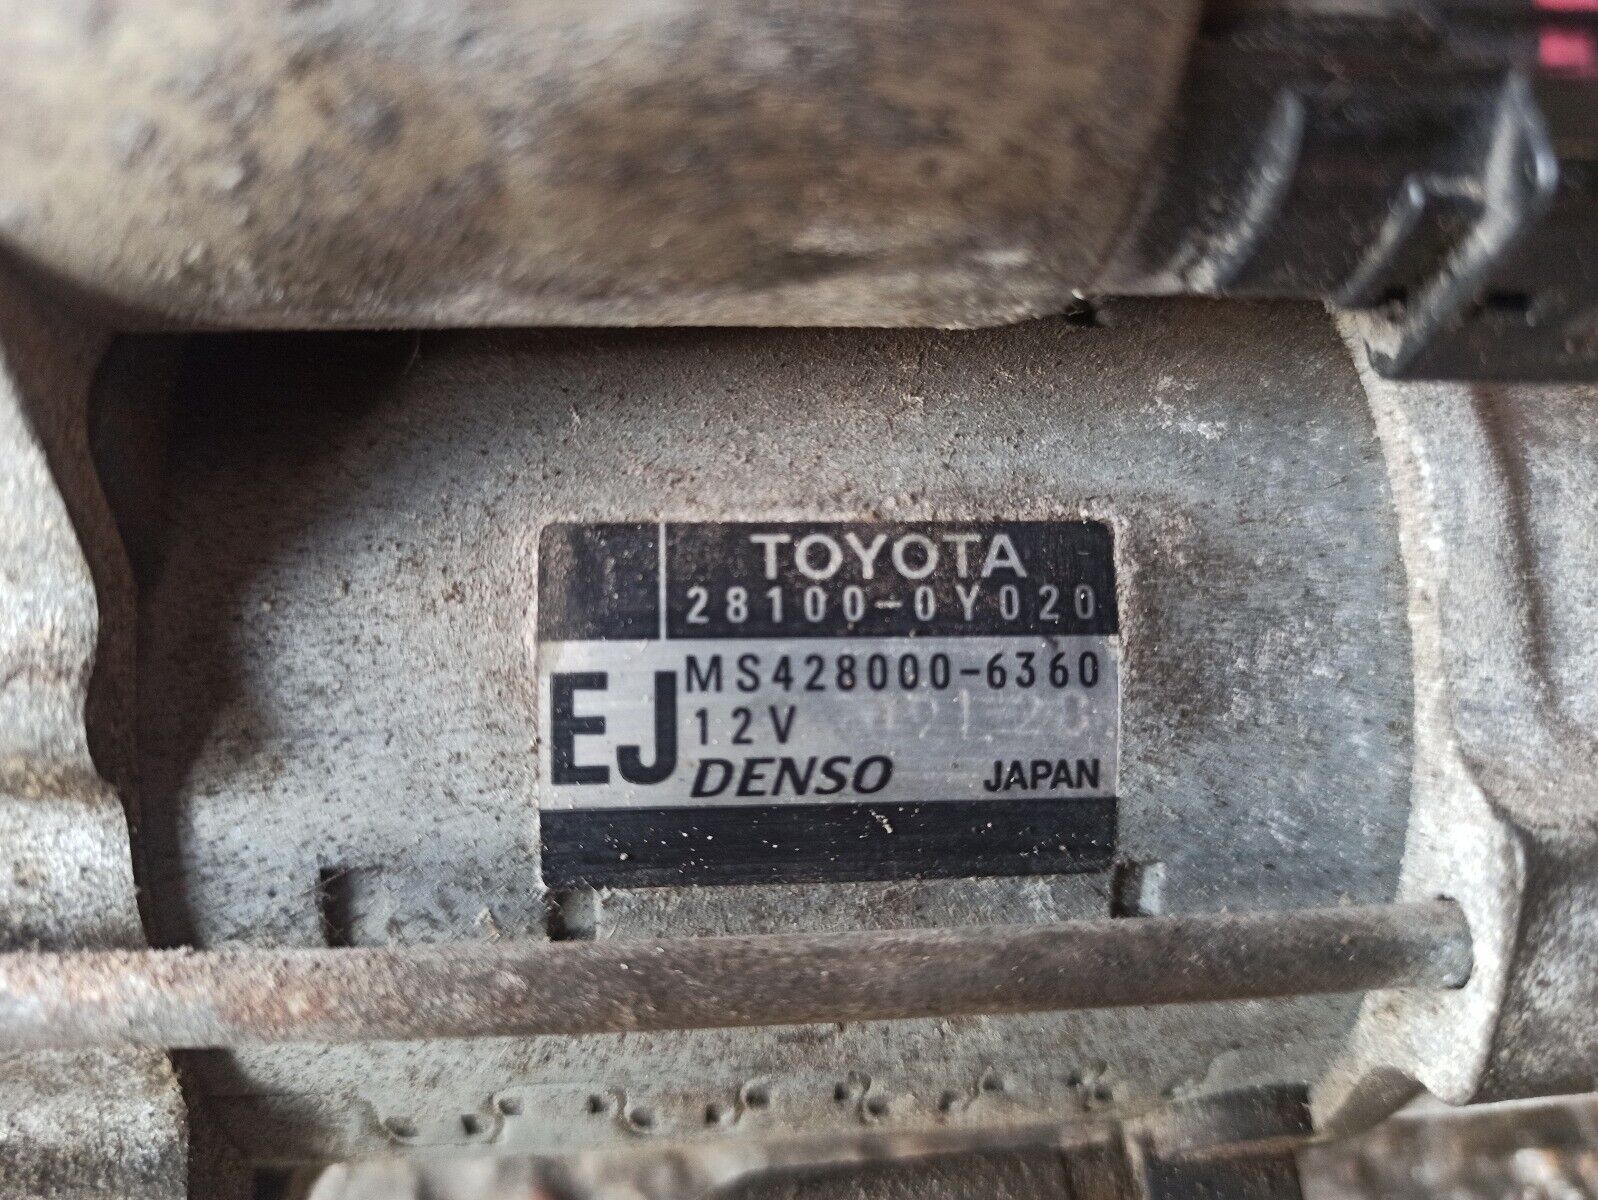 TOYOTA
28100-0Y020
EJ
MS428000-6360
12V
DENSO JAPAN